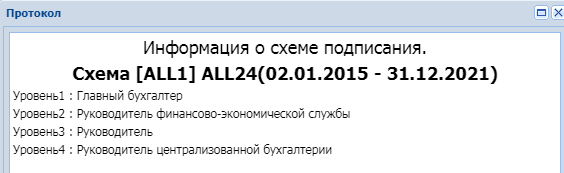 Протокол
Информация о схеме подписания.
Схема [ALL1] ALL24(02.01.2015 - 31.12.2021)
Уровень1 : Главный бухгалтер
Уровень2 : Руководитель финансово-экономической службы
Уровень3 : Руководитель
Уровень4 : Руководитель централизованной бухгалтерии